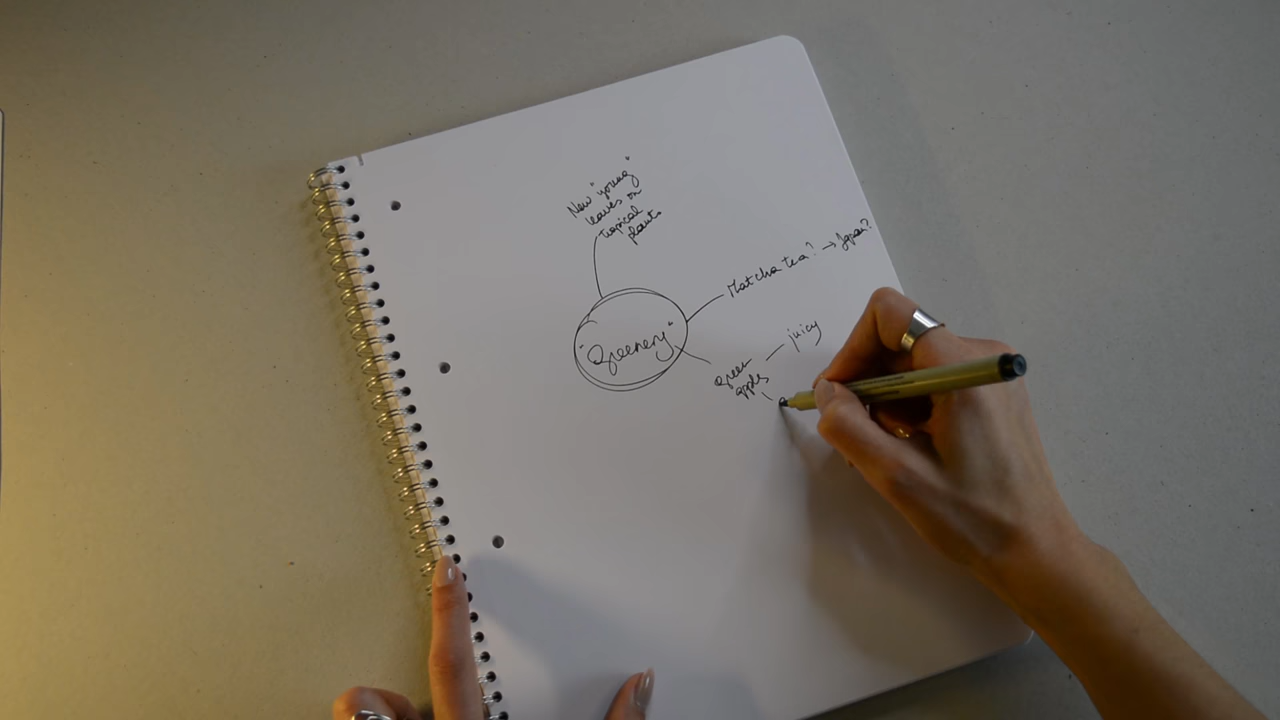 New "young"
leaves on
tropical
plants
Matcha tea? → Japan?
"Greenery"
green
apples
juicy